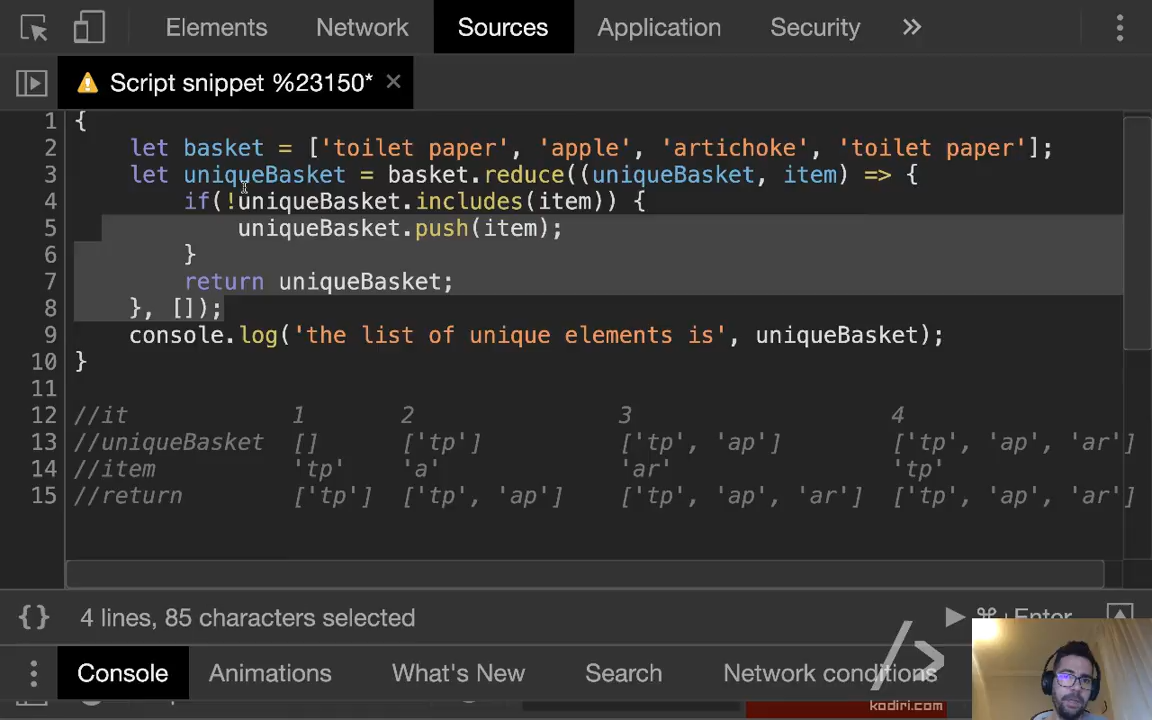 Elements Network Sources Application Security »
Script snippet %23150* ×
1 {
2 let basket = ['toilet paper', 'apple', 'artichoke', 'toilet paper'];
3 let uniqueBasket = basket.reduce((uniqueBasket, item) => {
4 if(!uniqueBasket.includes(item)) {
5 uniqueBasket.push(item);
6 }
7 return uniqueBasket;
8 }, []);
9 console.log('the list of unique elements is', uniqueBasket);
10 }
11
12 //it 1 2 3 4
13 //uniqueBasket [] ['tp'] ['tp', 'ap'] ['tp', 'ap', 'ar']
14 //item 'tp' 'a' 'ar' 'tp'
15 //return ['tp'] ['tp', 'ap'] ['tp', 'ap', 'ar'] ['tp', 'ap', 'ar']
{} 4 lines, 85 characters selected ⌘+Enter
Console Animations What's New Search Network conditions
kodiri.com